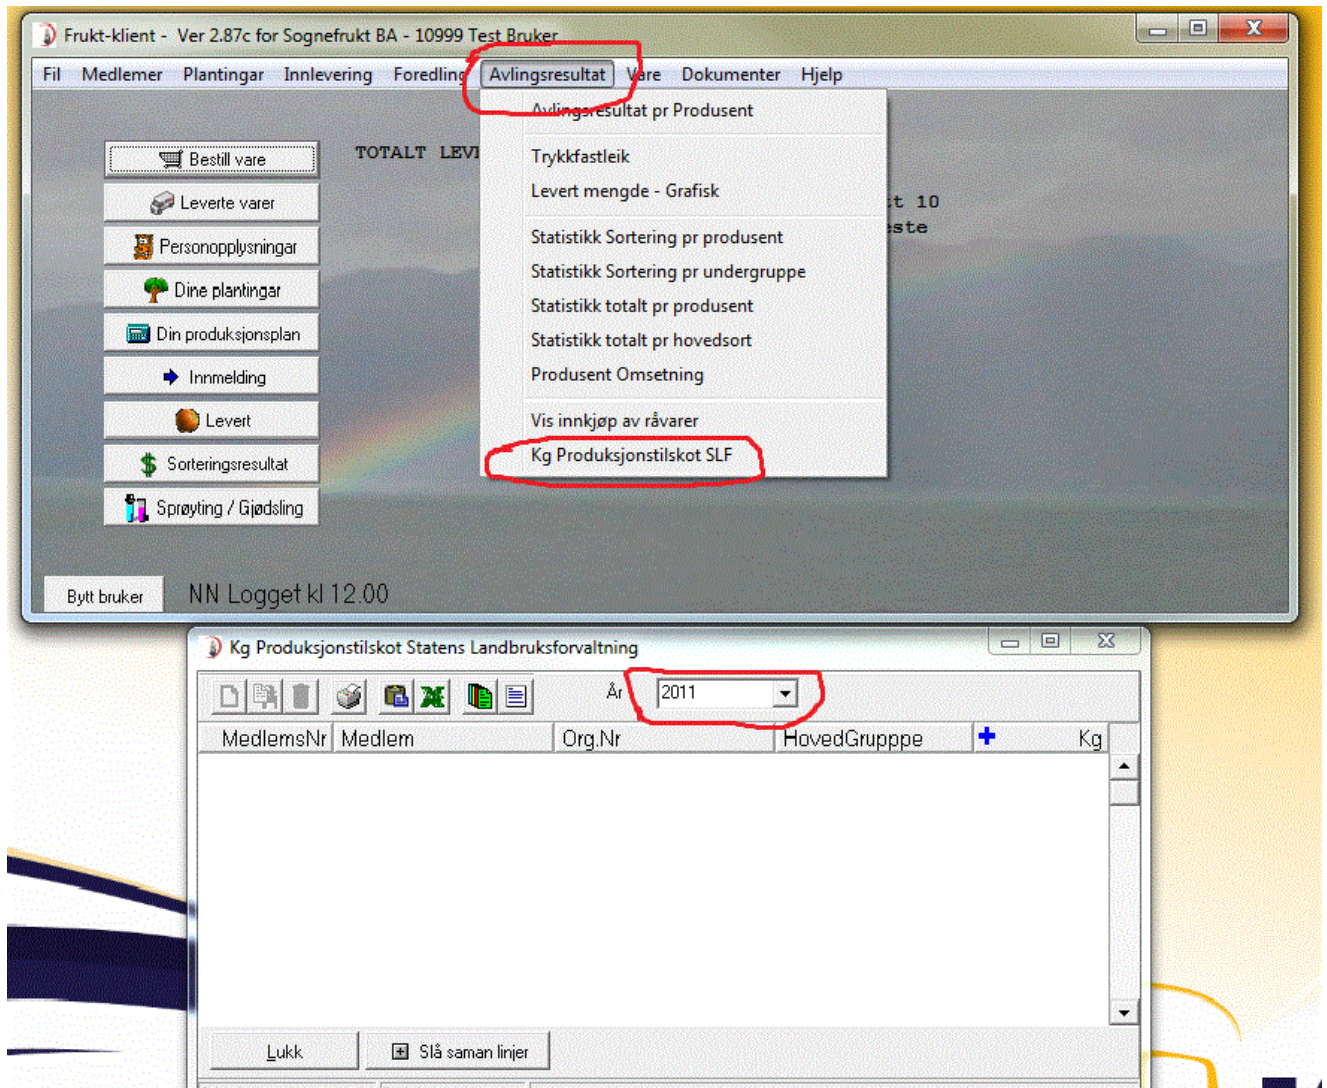 Frukt-klient - Ver 2.87c for Sognefrukt BA - 10999 Test Bruker
Fil Medlemer Plantingar Innlevering Foredling Avlingsresultat Vare Dokumenter Hjelp
Avlingsresultat pr Produsent
Trykkfastleik
Levert mengde - Grafisk
Statistikk Sortering pr produsent
Statistikk Sortering pr undergruppe
Statistikk totalt pr produsent
Statistikk totalt pr hovedsort
Produsent Omsetning
Vis innkjøp av råvarer
Kg Produksjonstilskot SLF
TOTALT
10
Bestill vare
Leverte varer
Personopplysningar
Dine plantingar
Din produksjonsplan
Innmelding
Levert
Sorteringsresultat
Sprøyting / Gjødsling
Bytt bruker
NN Logget kl 12.00
Kg Produksjonstilskot Statens Landbruksforvaltning
År 2011
MedlemsNr Medlem Org.Nr HovedGrupppe Kg
Lukk
Slå saman linjer